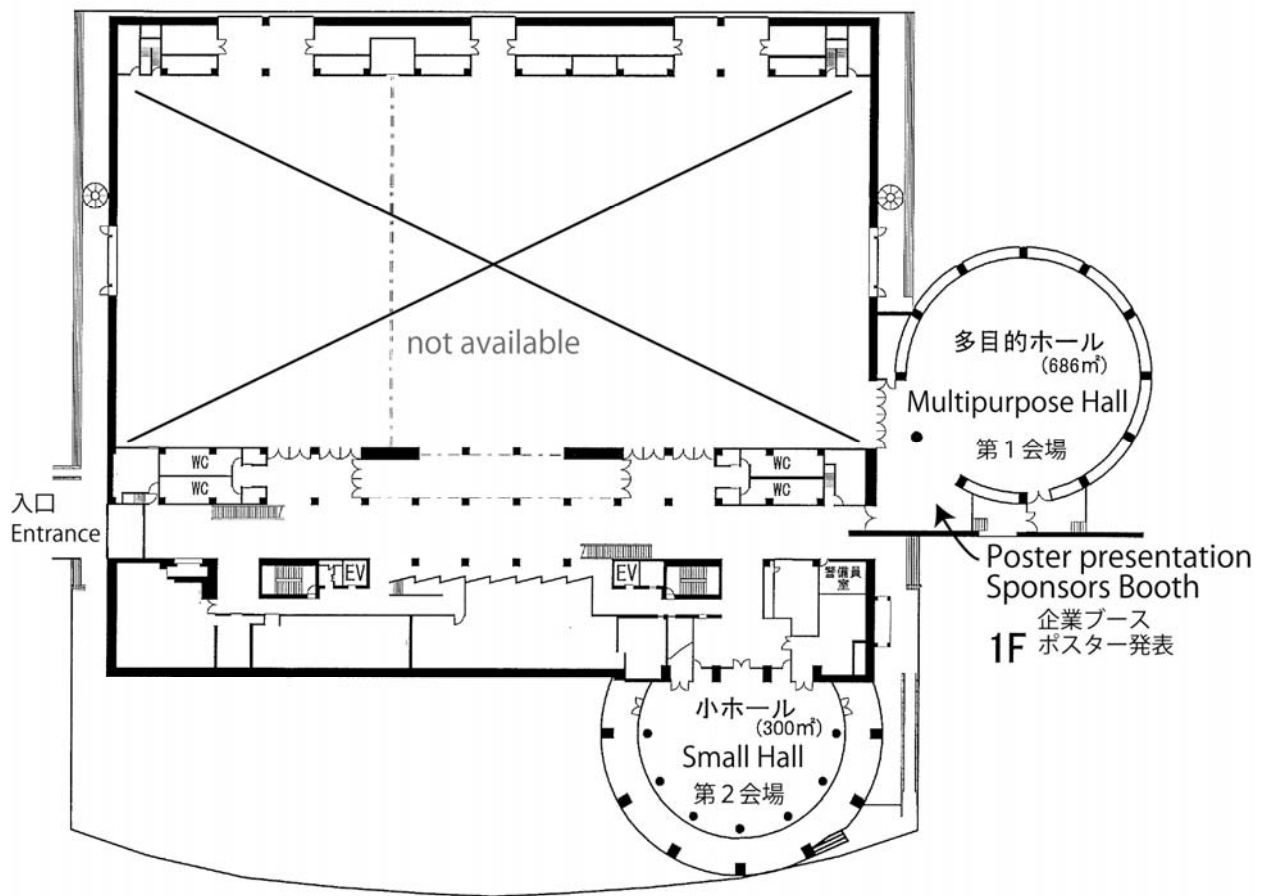 not available
多目的ホール
(686㎡)
Multipurpose Hall
第1会場
WC
WC
WC
WC
入口
Entrance
EV
EV
警備員
室
Poster presentation
Sponsors Booth
企業ブース
1F ポスター発表
小ホール
(300㎡)
Small Hall
第2会場